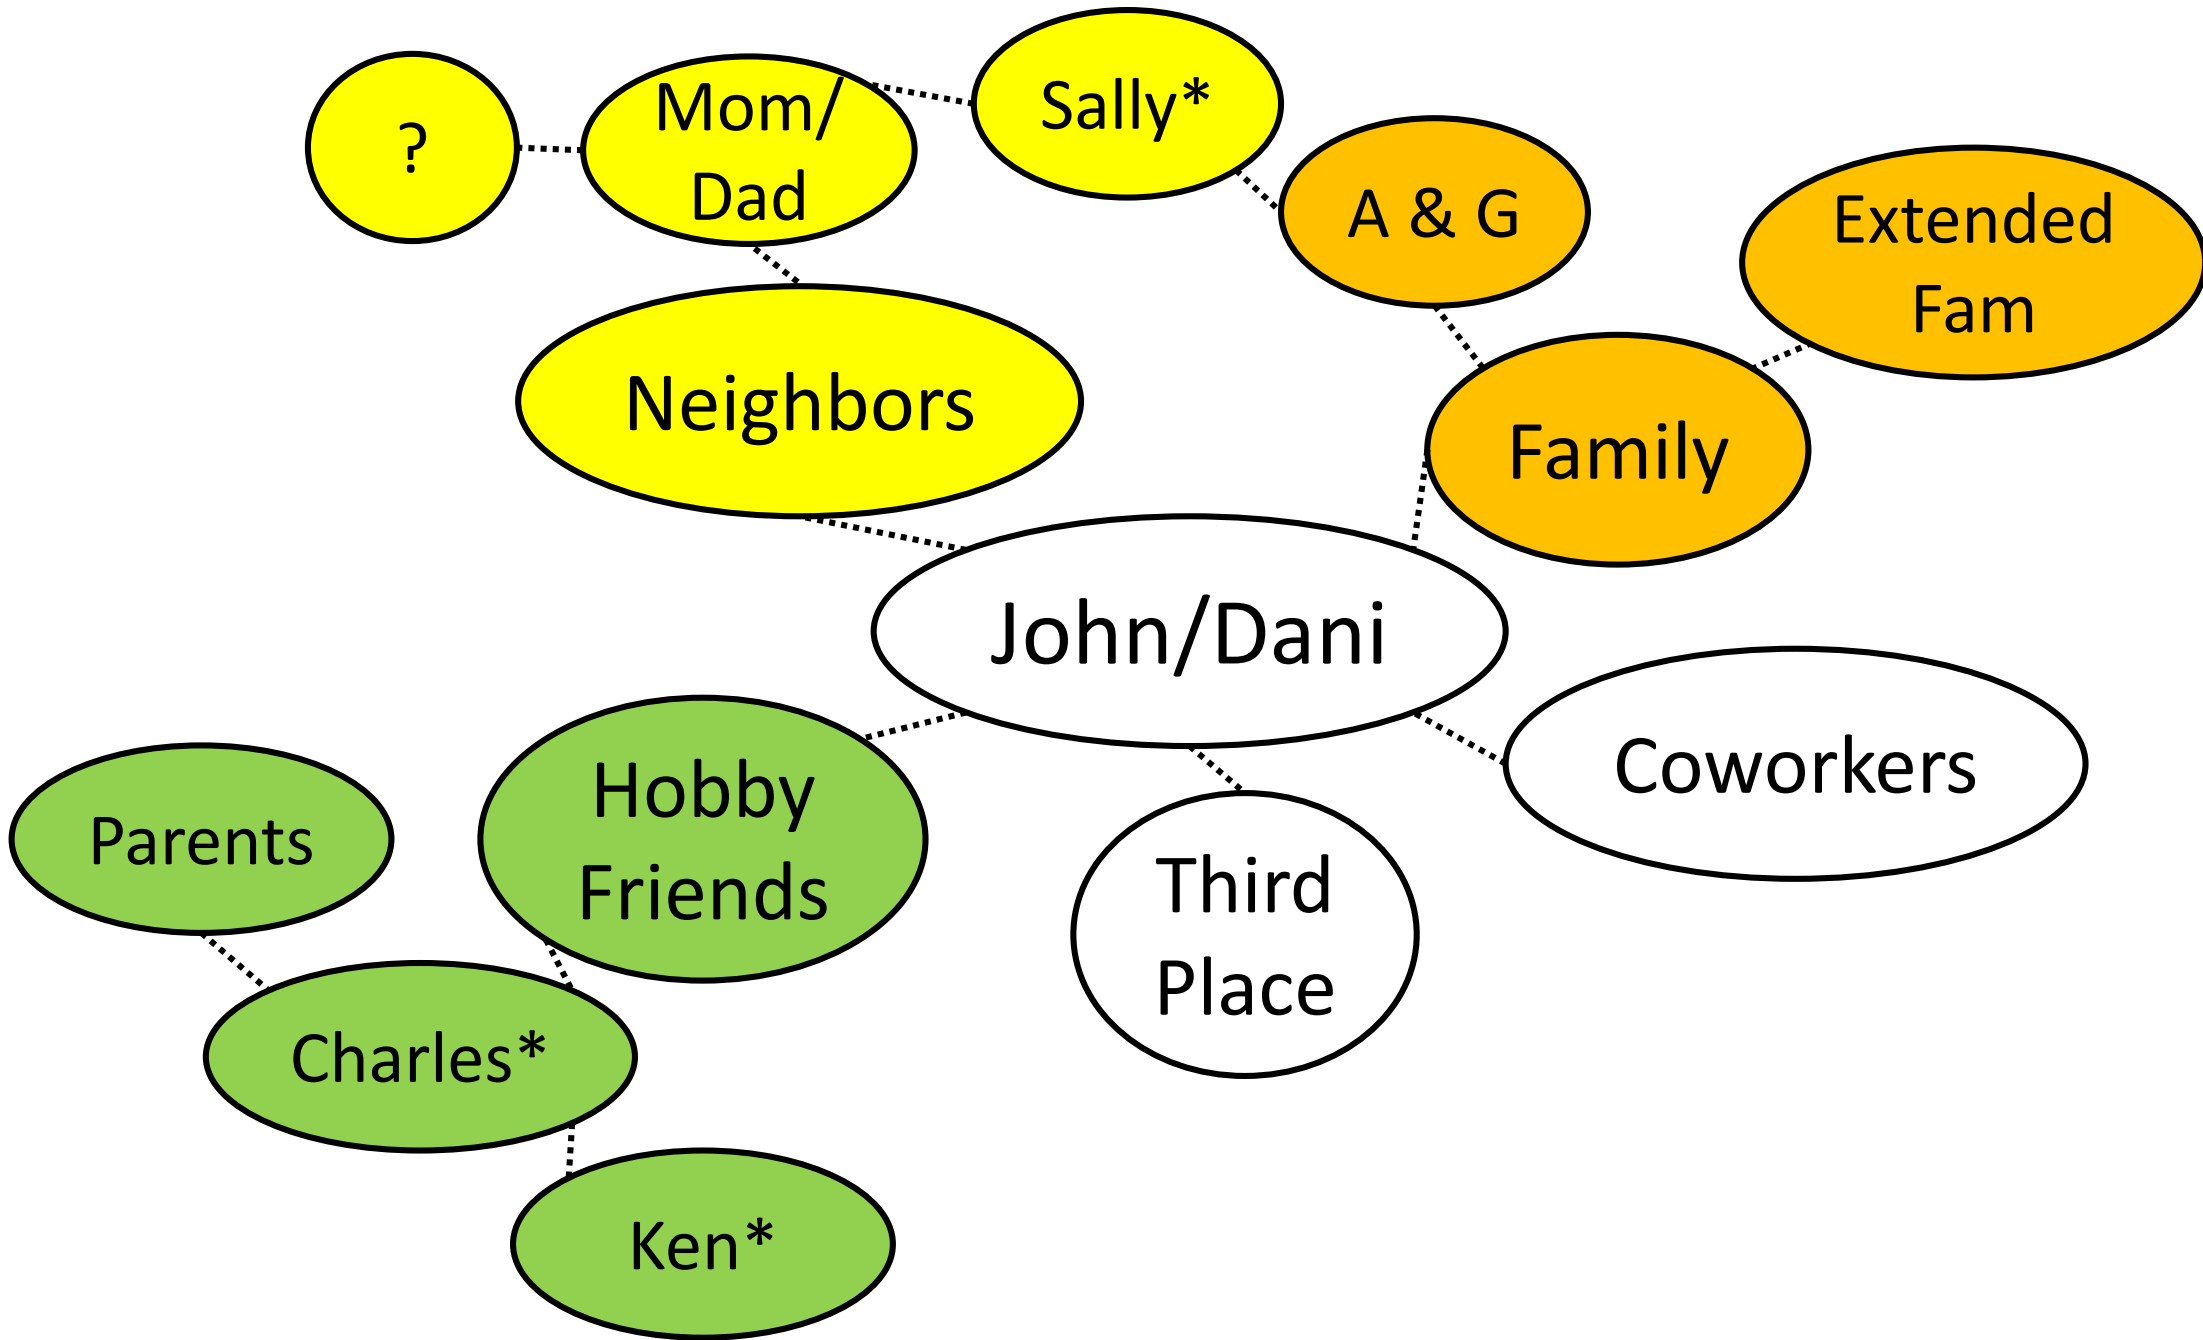 ?
Mom/
Dad
Sally*
A & G
Extended
Fam
Neighbors
Family
John/Dani
Coworkers
Hobby
Friends
Third
Place
Parents
Charles*
Ken*